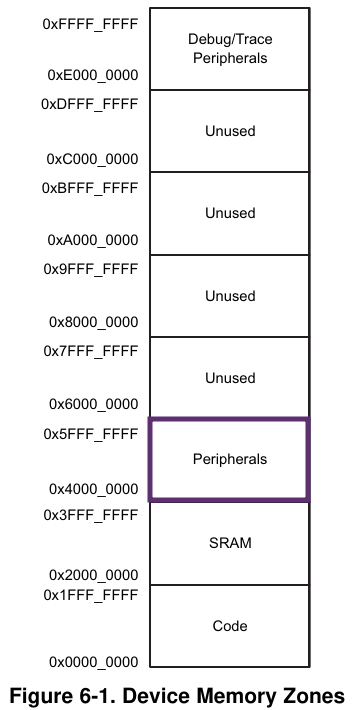 0xFFFF_FFFF
Debug/Trace
Peripherals
0xE000_0000
0xDFFF_FFFF
Unused
0xC000_0000
0xBFFF_FFFF
Unused
0xA000_0000
0x9FFF_FFFF
Unused
0x8000_0000
0x7FFF_FFFF
Unused
0x6000_0000
0x5FFF_FFFF
Peripherals
0x4000_0000
0x3FFF_FFFF
SRAM
0x2000_0000
0x1FFF_FFFF
Code
0x0000_0000
Figure 6-1. Device Memory Zones